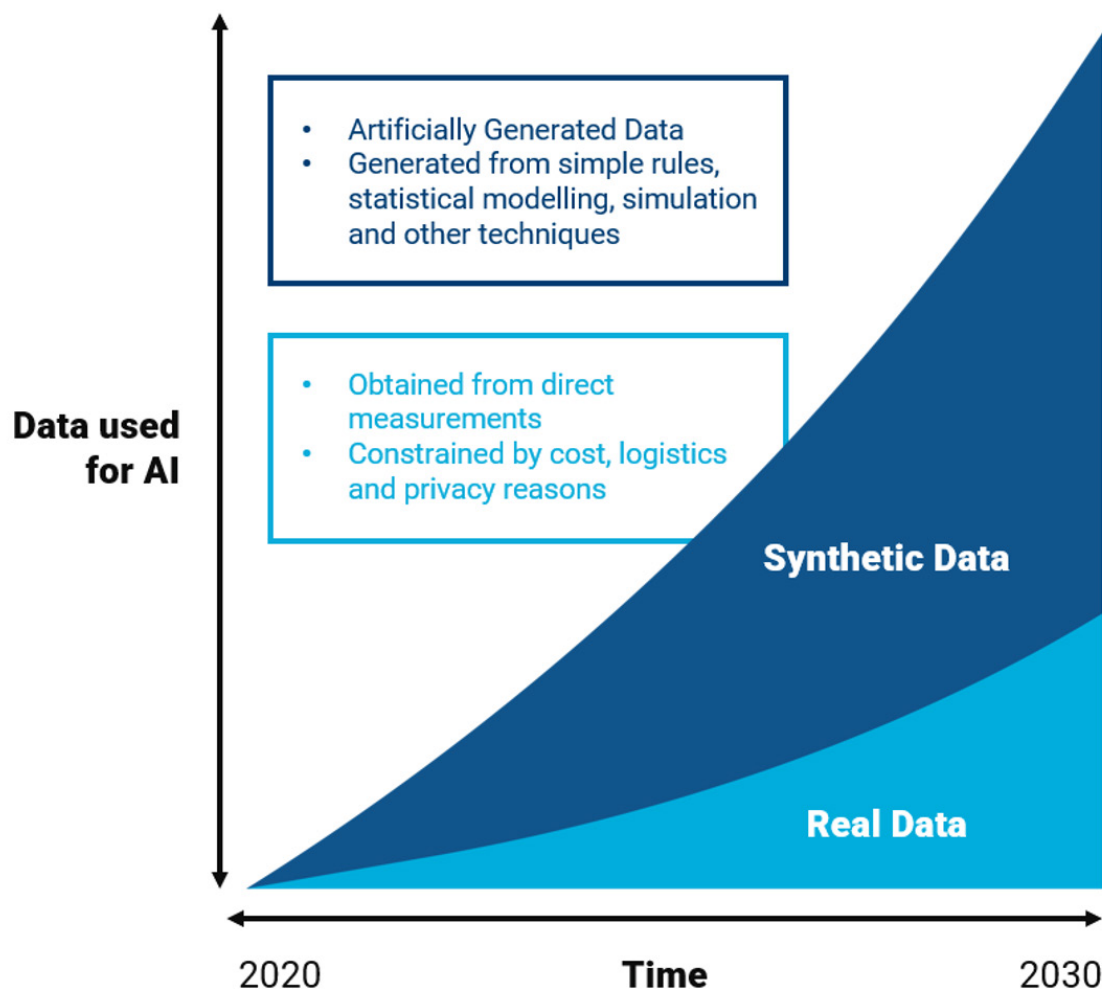 • Artificially Generated Data
• Generated from simple rules,
statistical modelling, simulation
and other techniques
• Obtained from direct
measurements
• Constrained by cost, logistics
and privacy reasons
Data used
for AI
Synthetic Data
Real Data
2020
Time
2030